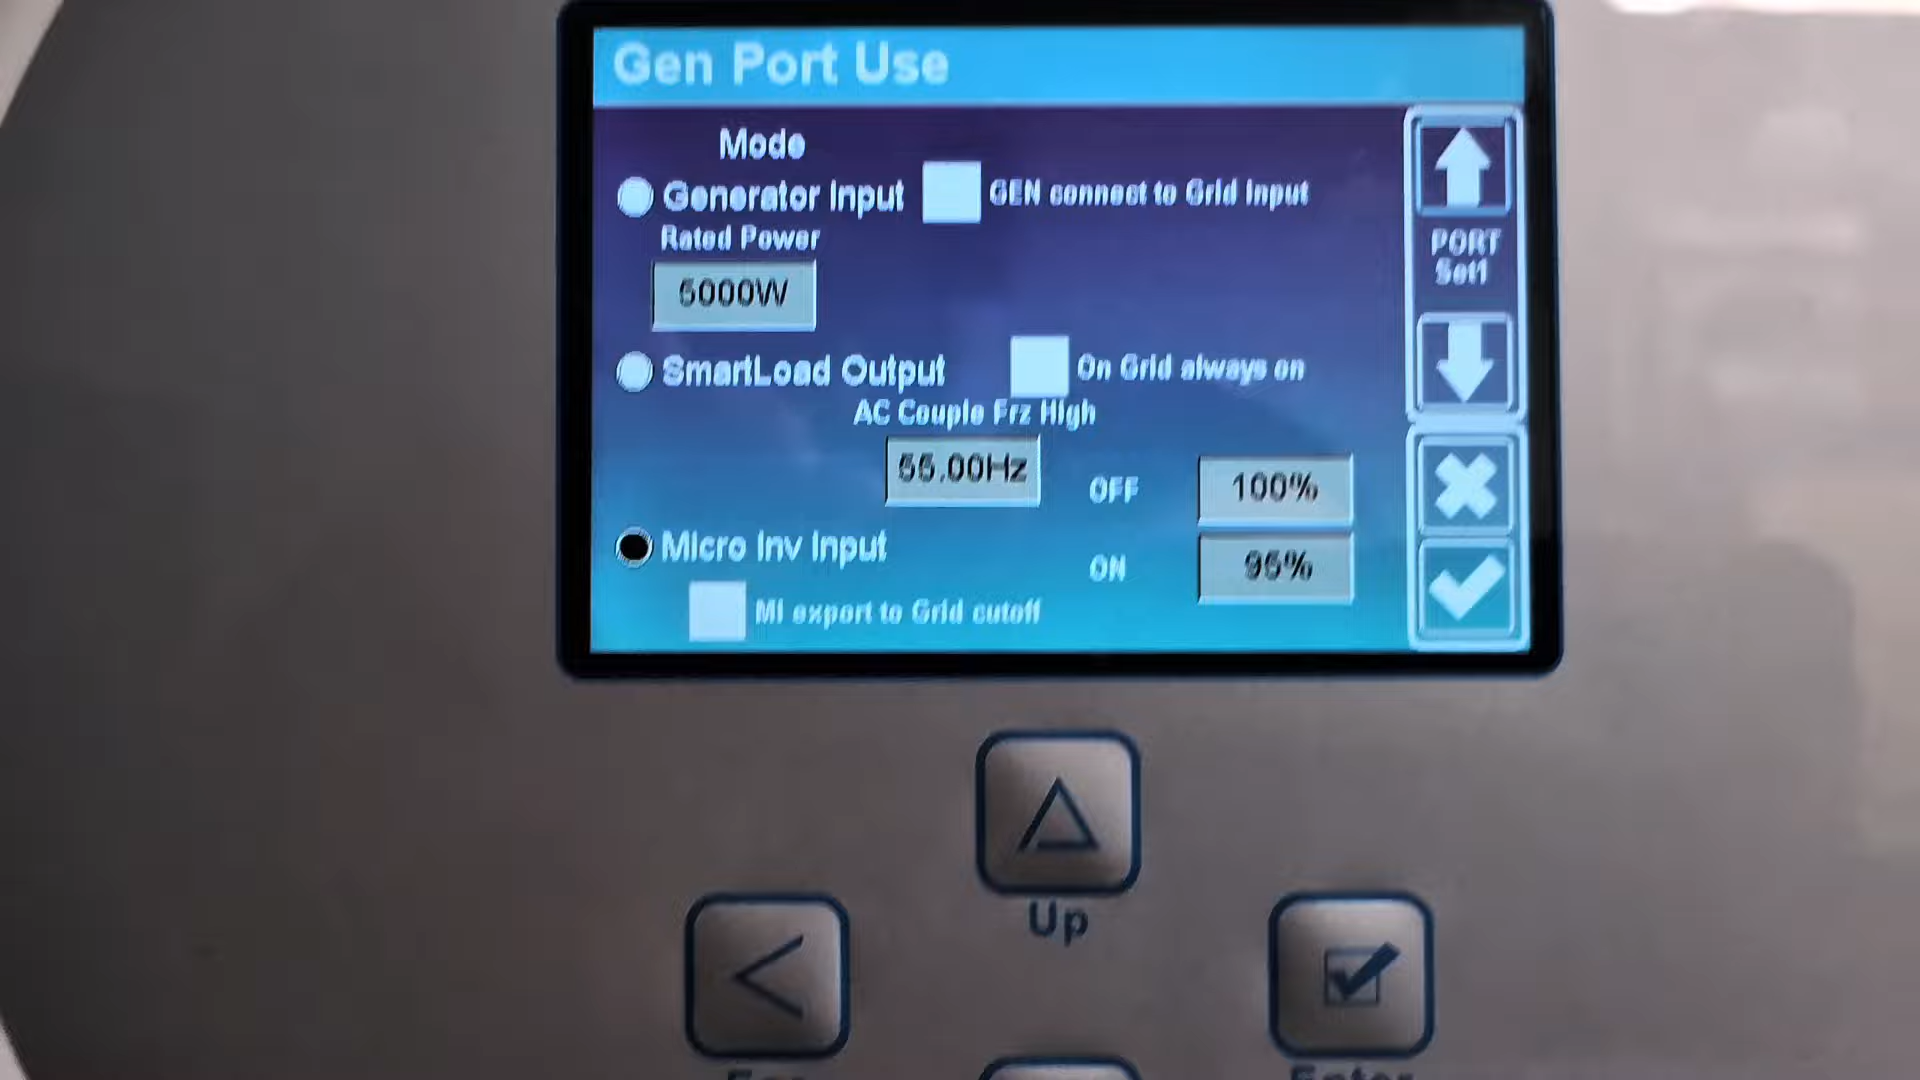 Gen Port Use
Mode
Generator Input
GEN connect to Grid Input
Rated Power
5000W
PORT
Set1
SmartLoad Output
On Grid always on
AC Couple Frz High
55.00Hz
OFF
100%
Micro Inv Input
ON
95%
MI export to Grid cutoff
Up
Enter